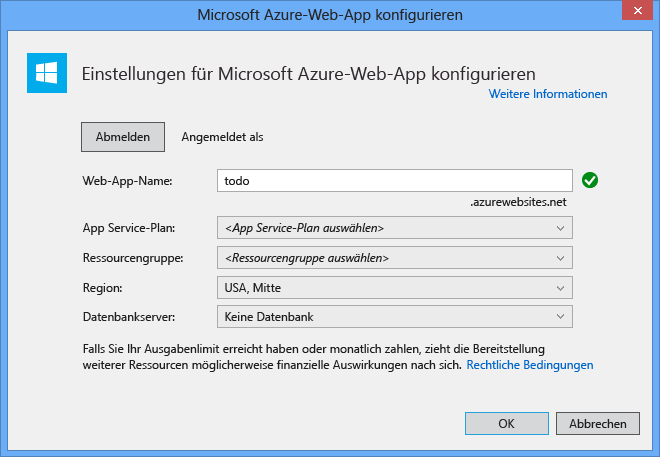 Microsoft Azure-Web-App konfigurieren
Einstellungen für Microsoft Azure-Web-App konfigurieren
Weitere Informationen
Abmelden Angemeldet als
Web-App-Name: todo
.azurewebsites.net
App Service-Plan: <App Service-Plan auswählen>
Ressourcengruppe: <Ressourcengruppe auswählen>
Region: USA, Mitte
Datenbankserver: Keine Datenbank
Falls Sie Ihr Ausgabenlimit erreicht haben oder monatlich zahlen, zieht die Bereitstellung
weiterer Ressourcen möglicherweise finanzielle Auswirkungen nach sich. Rechtliche Bedingungen
OK Abbrechen